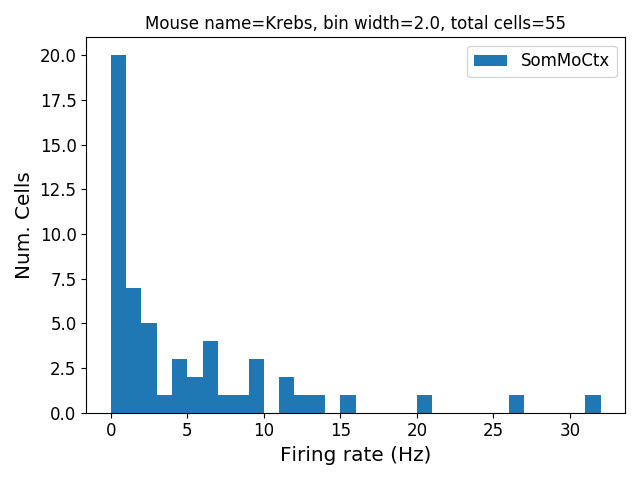 Mouse name=Krebs, bin width=2.0, total cells=55
SomMoCtx
20.0
17.5
15.0
12.5
10.0
7.5
5.0
2.5
0.0
Num. Cells
0 5 10 15 20 25 30
Firing rate (Hz)